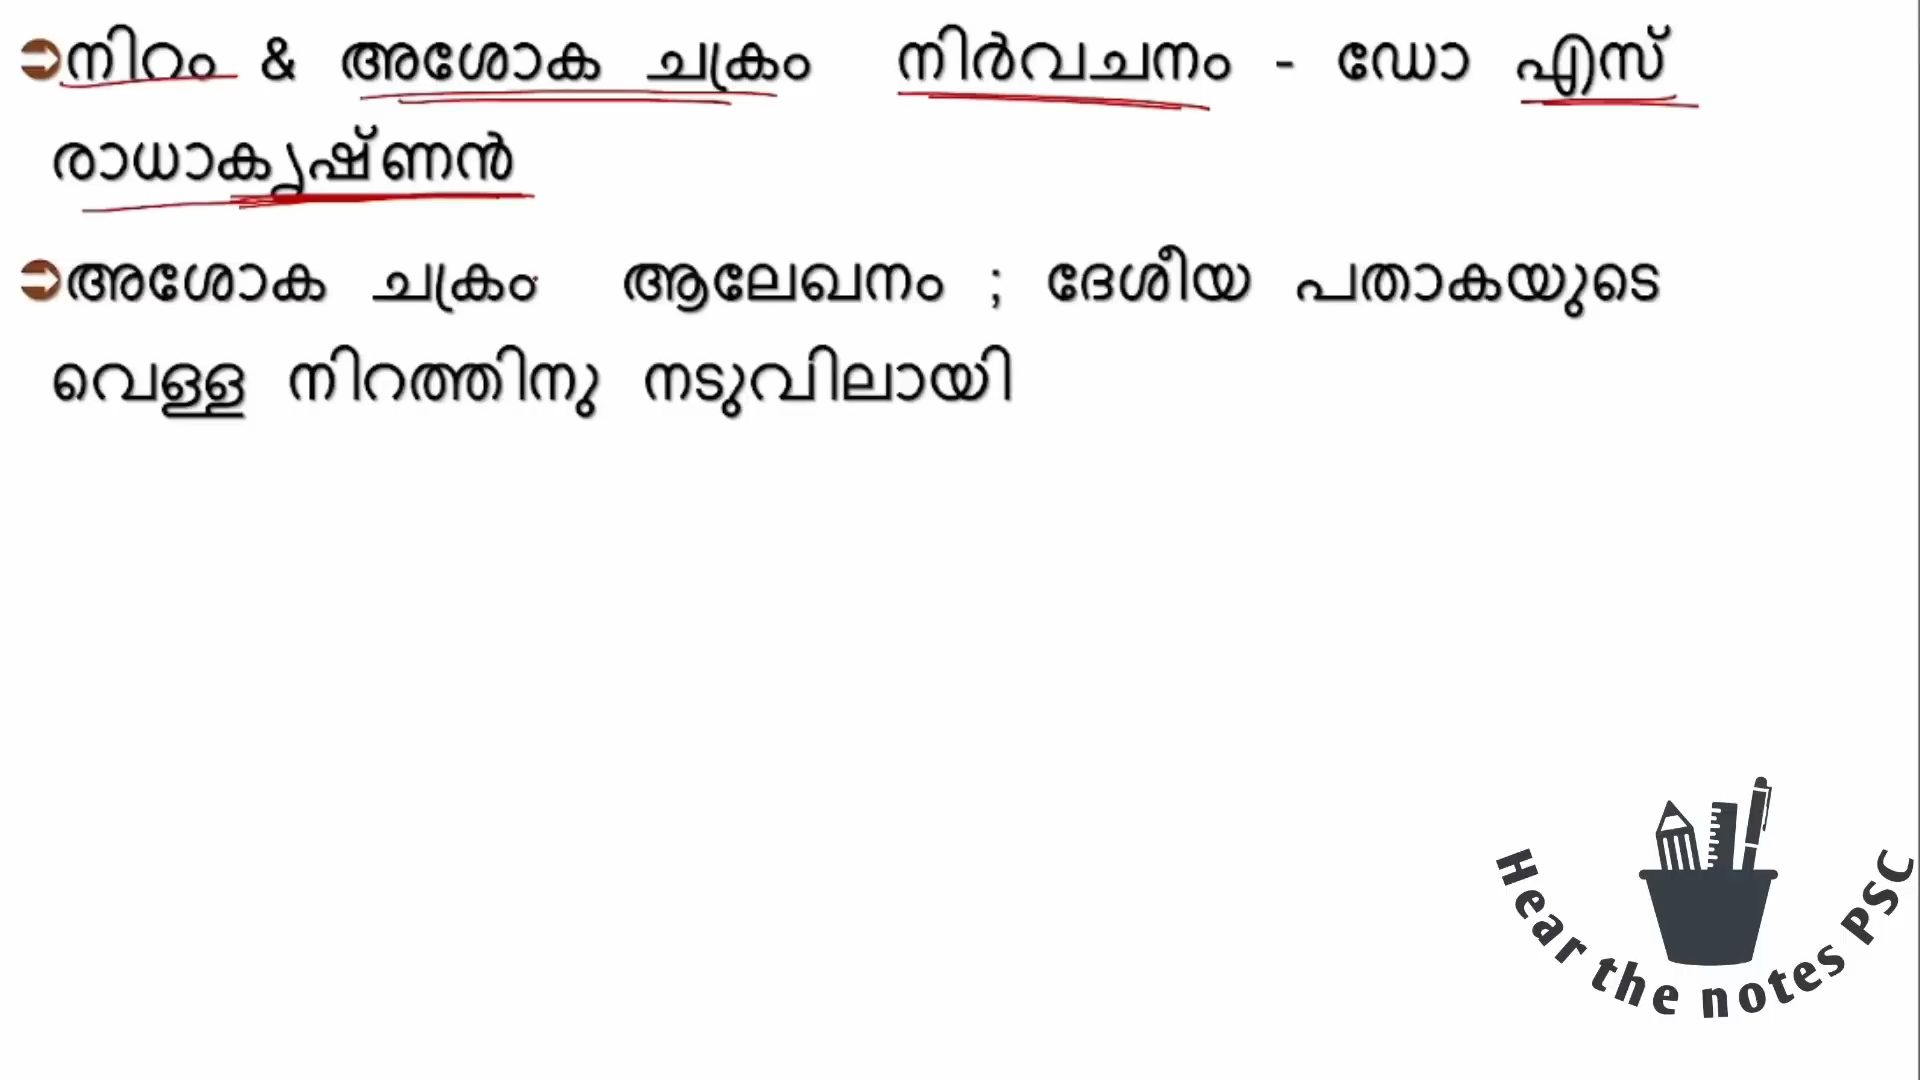 നിറം & അശോക ചക്രം നിർവചനം - ഡോ എസ്
രാധാകൃഷ്ണൻ
അശോക ചക്രം ആലേഖനം ; ദേശീയ പതാകയുടെ
വെള്ള നിറത്തിനു നടുവിലായി
Hear the notes PSC